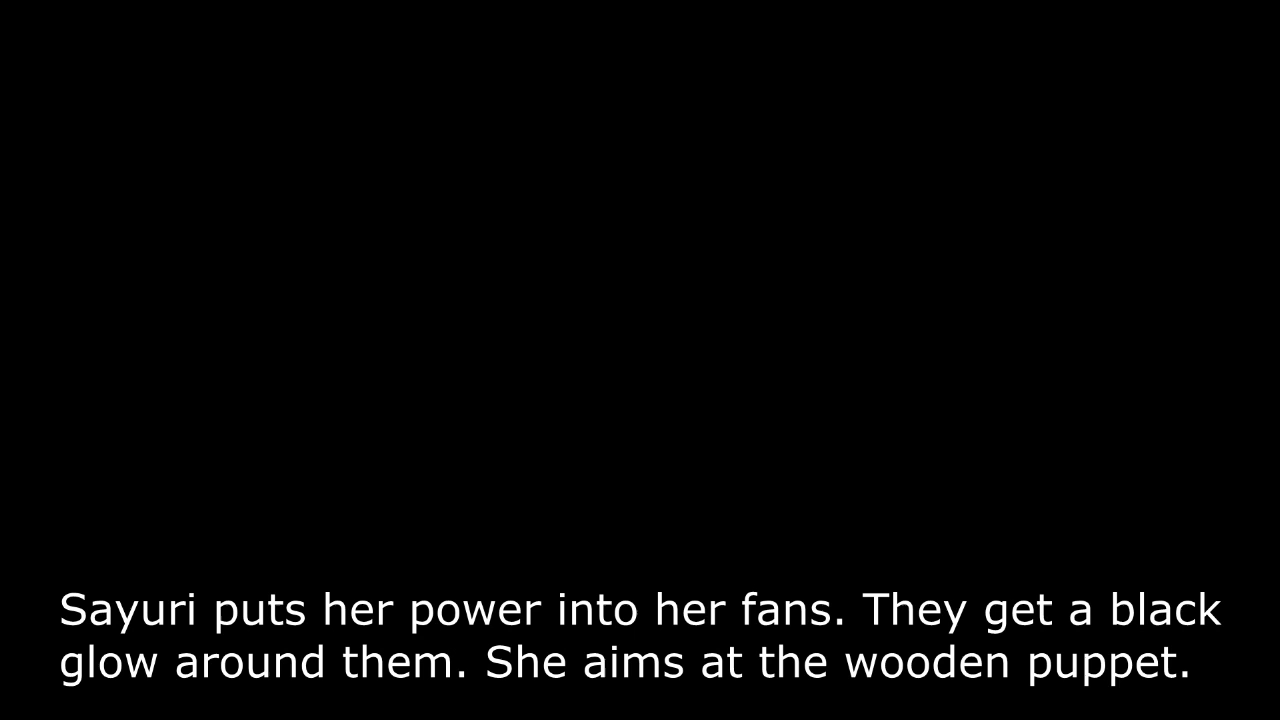 Sayuri puts her power into her fans. They get a black
glow around them. She aims at the wooden puppet.